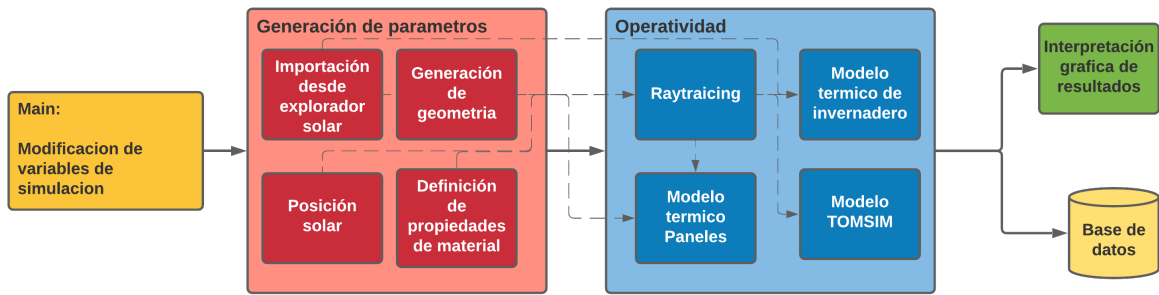 Main:
Modificacion de
variables de
simulacion
Generación de parametros
Importación
desde
explorador
solar
Generación
de
geometria
Posición
solar
Definición
de
propiedades
de material
Operatividad
Raytraicing
Modelo
termico de
invernadero
Modelo
termico
Paneles
Modelo
TOMSIM
Interpretación
grafica de
resultados
Base de
datos